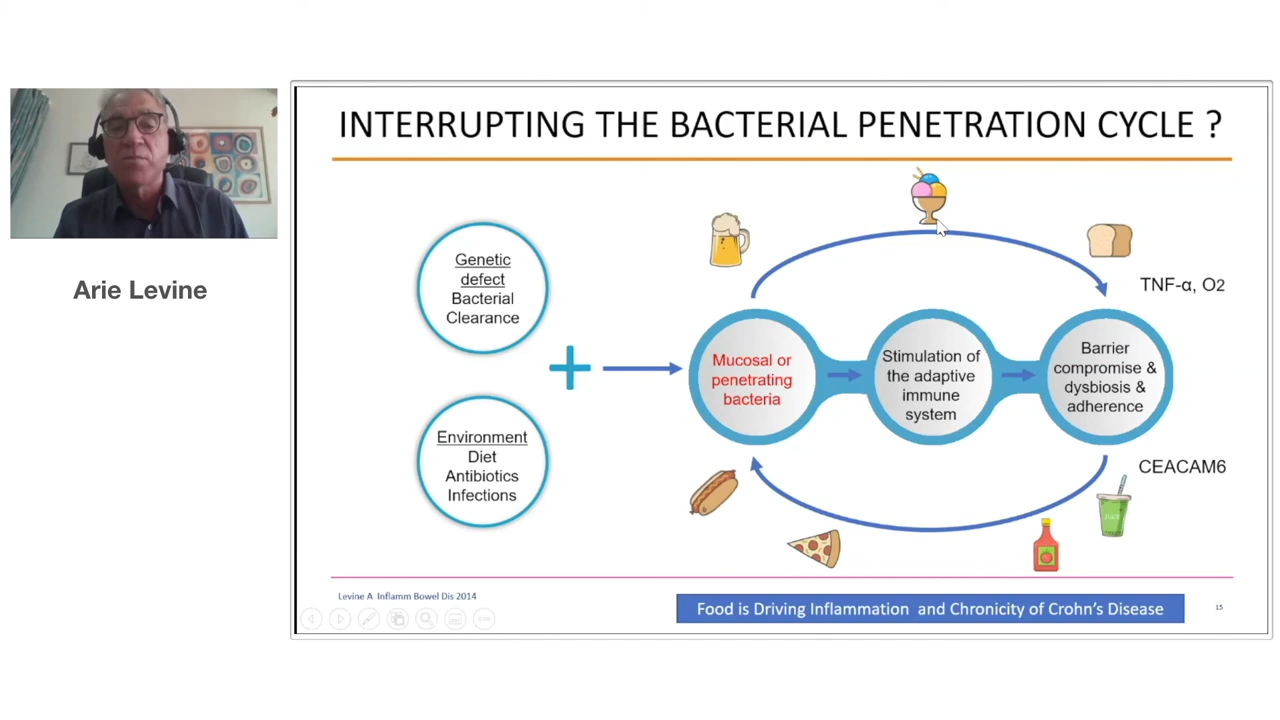 INTERRUPTING THE BACTERIAL PENETRATION CYCLE ?
Arie Levine
Genetic
defect
Bacterial
Clearance
Environment
Diet
Antibiotics
Infections
Mucosal or
penetrating
bacteria
Stimulation of
the adaptive
immune
system
Barrier
compromise &
dysbiosis &
adherence
TNF-α, O2
CEACAM6
JUICE
Levine A Inflamm Bowel Dis 2014
Food is Driving Inflammation and Chronicity of Crohn's Disease
15